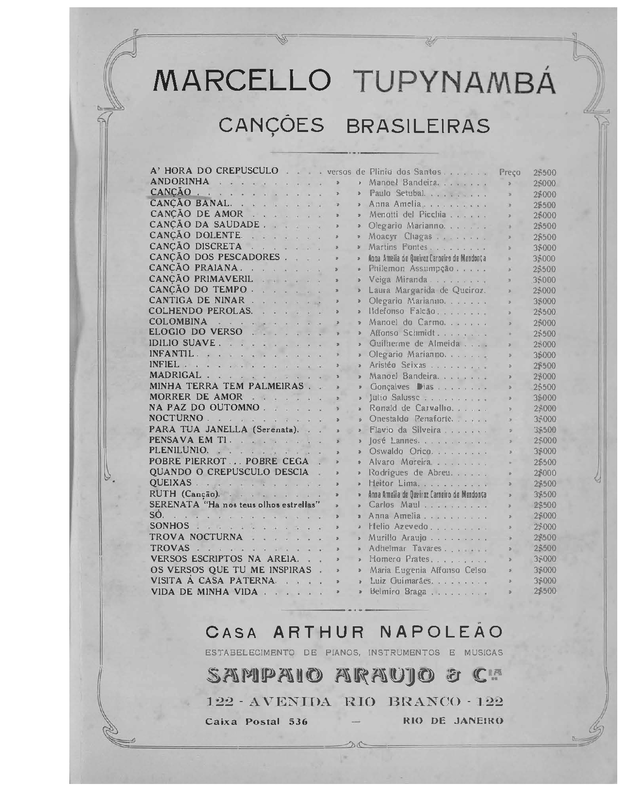 MARCELLO TUPYNAMBÁ
CANÇÕES BRASILEIRAS
A' HORA DO CREPUSCULO . . . . versos de Plinio dos Santos . . . . . . Preço 2$500
ANDORINHA . . . . . . . . . » » Manoel Bandeira. . . . . . . » 2$000
CANÇÃO . . . . . . . . . . . » » Paulo Setubal. . . . . . . . » 2$000
CANÇÃO BANAL. . . . . . . . » » Anna Amelia. . . . . . . . » 2$500
CANÇÃO DE AMOR . . . . . . . » » Menotti del Picchia . . . . . » 2$500
CANÇÃO DA SAUDADE . . . . . . » » Olegario Marianno. . . . . . » 2$500
CANÇÃO DOLENTE . . . . . . . » » Moacyr Chagas . . . . . . . » 2$500
CANÇÃO DISCRETA . . . . . . . » » Martins Fontes . . . . . . . » 3$000
CANÇÃO DOS PESCADORES . . . . » » Anna Amelia de Queiroz Carneiro de Mendonça » 3$000
CANÇÃO PRAIANA. . . . . . . . » » Philemon Assumpção . . . . . » 2$500
CANÇÃO PRIMAVERIL . . . . . . » » Veiga Miranda . . . . . . . » 3$000
CANÇÃO DO TEMPO . . . . . . . » » Laura Margarida de Queiroz. » 2$000
CANTIGA DE NINAR . . . . . . . » » Olegario Marianno. . . . . . » 3$000
COLHENDO PEROLAS. . . . . . . » » Ildefonso Falcão . . . . . . » 2$500
COLOMBINA . . . . . . . . . » » Manoel do Carmo. . . . . . . » 2$000
ELOGIO DO VERSO . . . . . . . » » Affonso Schmidt. . . . . . . » 2$500
IDILIO SUAVE . . . . . . . . . » » Guilherme de Almeida . . . . » 2$000
INFANTIL . . . . . . . . . . » » Olegario Marianno. . . . . . » 3$000
INFIEL . . . . . . . . . . . » » Aristéo Seixas . . . . . . . » 2$500
MADRIGAL . . . . . . . . . . » » Manoel Bandeira. . . . . . . » 2$000
MINHA TERRA TEM PALMEIRAS . » » Gonçalves Dias . . . . . . . » 2$500
MORRER DE AMOR . . . . . . . » » Julio Salusse . . . . . . . » 3$000
NA PAZ DO OUTOMNO . . . . . . » » Ronald de Carvalho. . . . . . » 2$000
NOCTURNO . . . . . . . . . . » » Onestaldo Penaforte. . . . . » 3$000
PARA TUA JANELLA (Serenata). . . » » Flavio da Silveira . . . . . » 3$500
PENSAVA EM TI . . . . . . . . » » José Lannes. . . . . . . . » 2$000
PLENILÚNIO. . . . . . . . . . » » Oswaldo Orico. . . . . . . » 3$000
POBRE PIERROT . . POBRE CEGA . » » Alvaro Moreira . . . . . . . » 2$500
QUANDO O CREPUSCULO DESCIA . » » Rodrigues de Abreu. . . . . . » 2$000
QUEIXAS . . . . . . . . . . » » Heitor Lima. . . . . . . . » 2$500
RUTH (Canção). . . . . . . . . » » Anna Amelia de Queiroz Carneiro de Mendonça » 3$500
SERENATA "Ha nos teus olhos estrellas" » » Carlos Maul . . . . . . . . » 2$500
SÓ. . . . . . . . . . . . . » » Anna Amelia . . . . . . . . » 2$000
SONHOS . . . . . . . . . . . » » Helio Azevedo. . . . . . . . » 2$000
TROVA NOCTURNA . . . . . . . » » Murillo Araujo . . . . . . . » 2$500
TROVAS . . . . . . . . . . . » » Adhelmar Tavares . . . . . . » 2$500
VERSOS ESCRIPTOS NA AREIA. . . » » Homero Prates. . . . . . . . » 3$000
OS VERSOS QUE TU ME INSPIRAS . » » Maria Eugenia Affonso Celso » 3$000
VISITA Á CASA PATERNA. . . . . » » Luiz Guimarães. . . . . . . » 3$000
VIDA DE MINHA VIDA . . . . . . » » Belmiro Braga . . . . . . . » 2$500
CASA ARTHUR NAPOLEÃO
ESTABELECIMENTO DE PIANOS, INSTRUMENTOS E MUSICAS
SAMPAIO ARAUJO & Cia
122 - AVENIDA RIO BRANCO - 122
Caixa Postal 536 — RIO DE JANEIRO